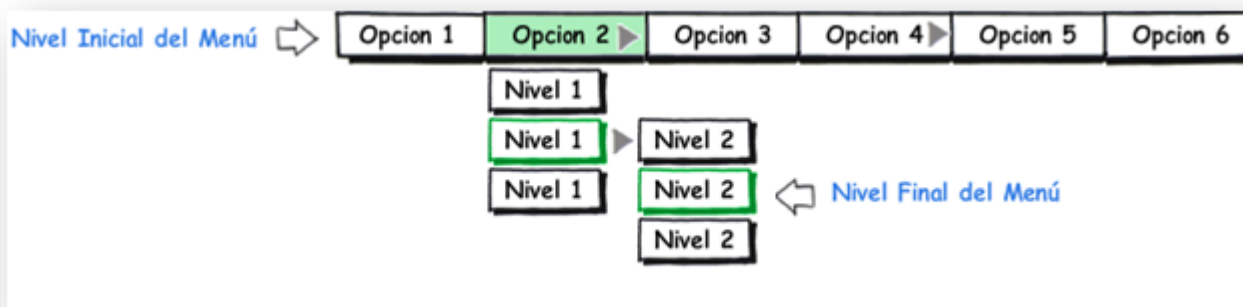 Nivel Inicial del Menú Opcion 1 Opcion 2 Opcion 3 Opcion 4 Opcion 5 Opcion 6
Nivel 1
Nivel 1 Nivel 2
Nivel 1 Nivel 2 Nivel Final del Menú
Nivel 2